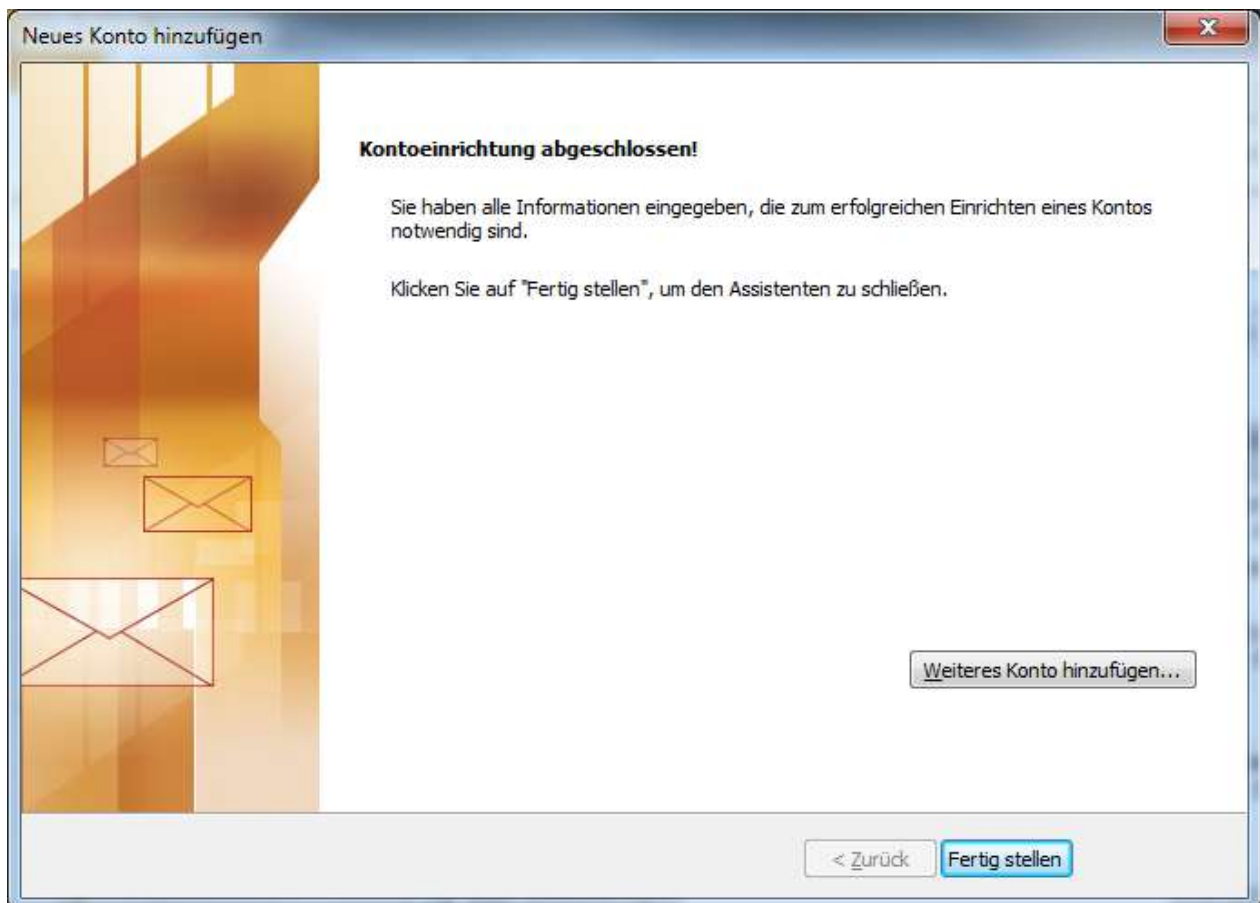 Neues Konto hinzufügen
Kontoeinrichtung abgeschlossen!
Sie haben alle Informationen eingegeben, die zum erfolgreichen Einrichten eines Kontos
notwendig sind.
Klicken Sie auf "Fertig stellen", um den Assistenten zu schließen.
Weiteres Konto hinzufügen...
< Zurück
Fertig stellen